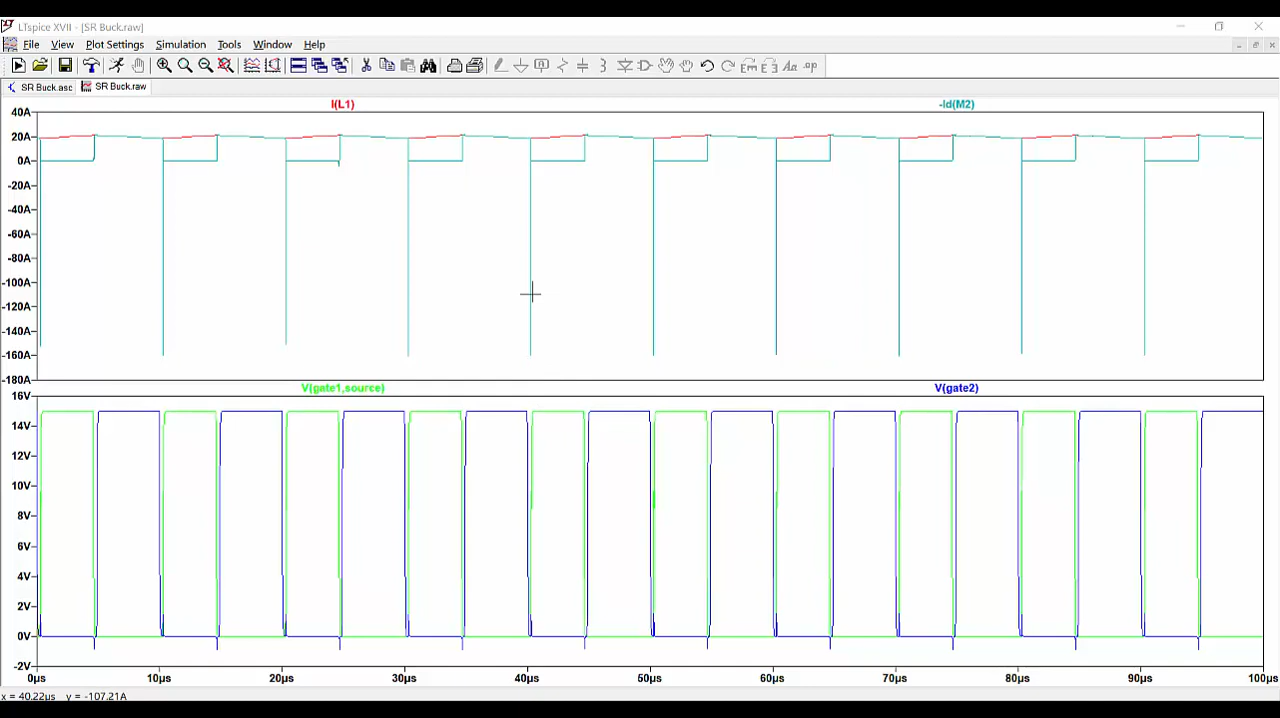 LTspice XVII - [SR Buck.raw]
File View Plot Settings Simulation Tools Window Help
SR Buck.asc SR Buck.raw
I(L1) -Id(M2)
40A
20A
0A
-20A
-40A
-60A
-80A
-100A
-120A
-140A
-160A
-180A
V(gate1,source) V(gate2)
16V
14V
12V
10V
8V
6V
4V
2V
0V
-2V
0µs 10µs 20µs 30µs 40µs 50µs 60µs 70µs 80µs 90µs 100µs
x = 40.22µs y = -107.21A